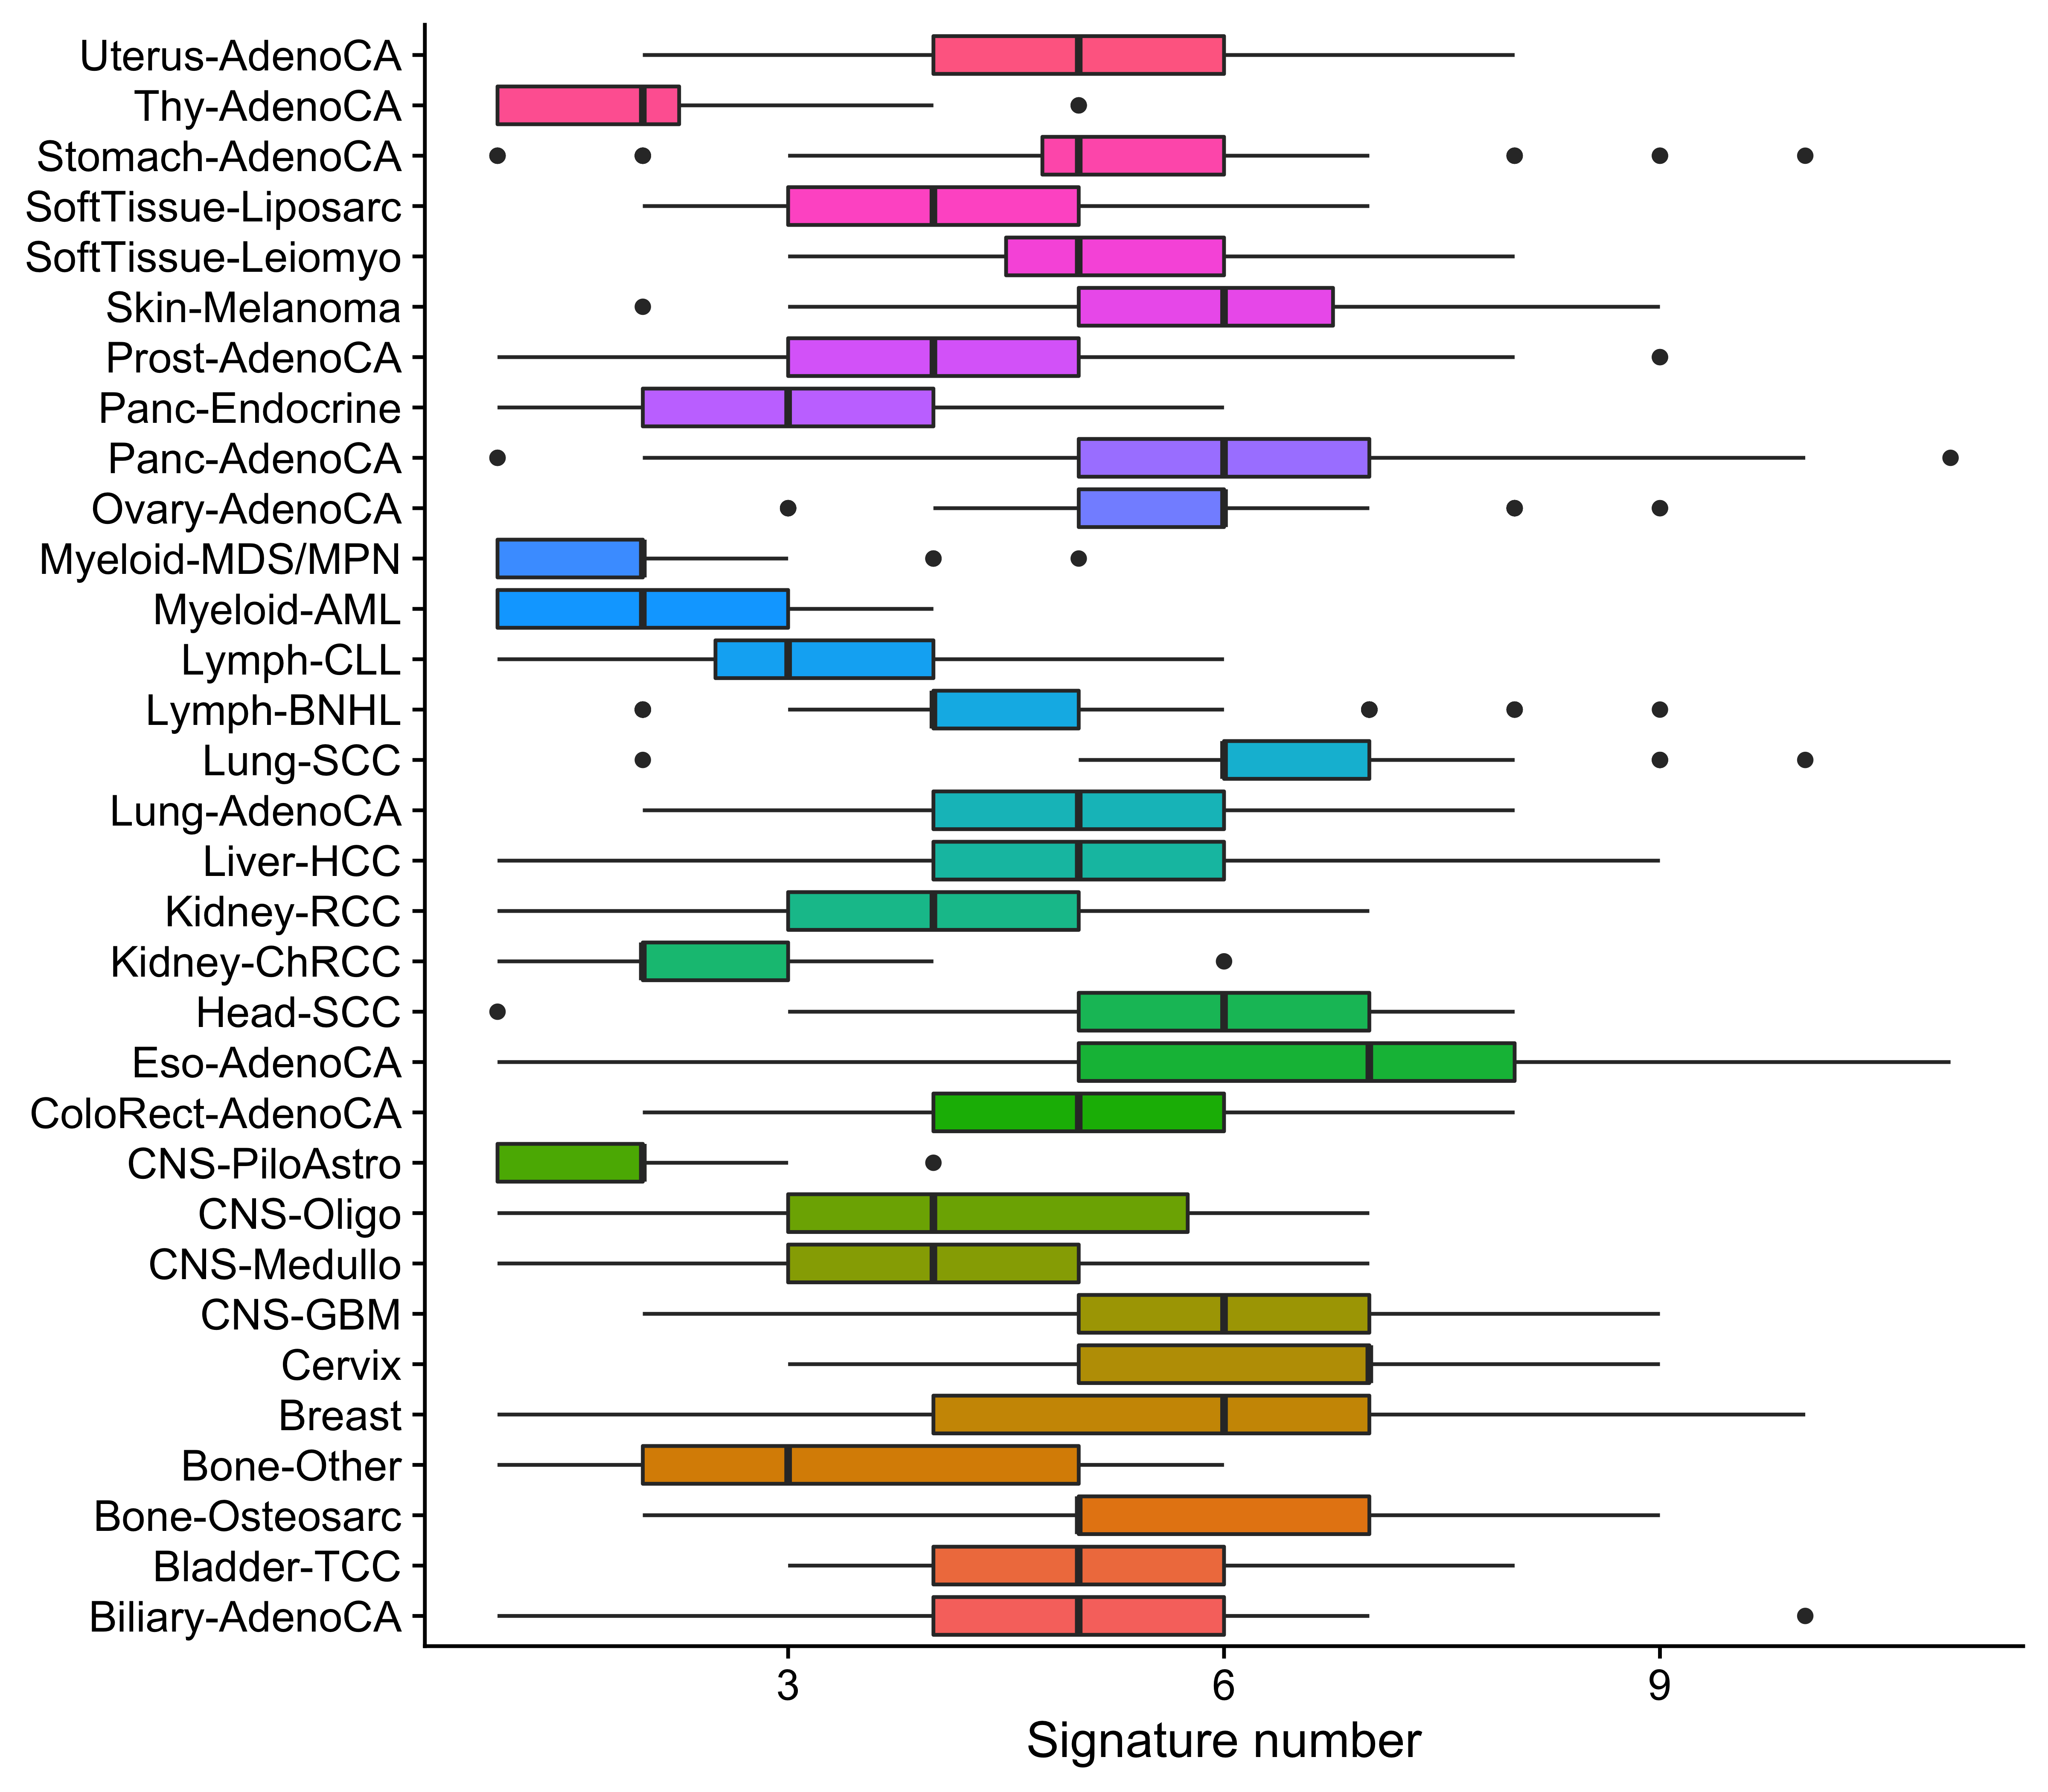 Uterus-AdenoCA
Thy-AdenoCA
Stomach-AdenoCA
SoftTissue-Liposarc
SoftTissue-Leiomyo
Skin-Melanoma
Prost-AdenoCA
Panc-Endocrine
Panc-AdenoCA
Ovary-AdenoCA
Myeloid-MDS/MPN
Myeloid-AML
Lymph-CLL
Lymph-BNHL
Lung-SCC
Lung-AdenoCA
Liver-HCC
Kidney-RCC
Kidney-ChRCC
Head-SCC
Eso-AdenoCA
ColoRect-AdenoCA
CNS-PiloAstro
CNS-Oligo
CNS-Medullo
CNS-GBM
Cervix
Breast
Bone-Other
Bone-Osteosarc
Bladder-TCC
Biliary-AdenoCA
3 6 9
Signature number